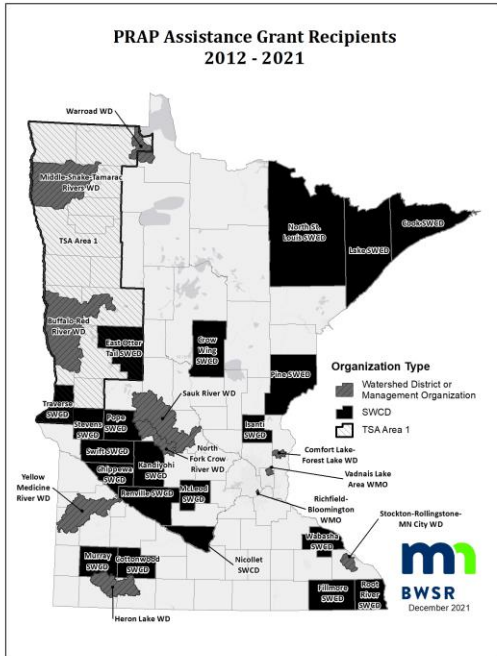 PRAP Assistance Grant Recipients
2012 - 2021
Warroad WD
Middle-Snake-Tamarac
Rivers WD
North St.
Louis SWCD
Lake SWCD
Cook SWCD
TSA Area 1
Buffalo-Red
River WD
East Otter
Tail SWCD
Crow
Wing
SWCD
Pine SWCD
Organization Type
Watershed District or
Management Organization
SWCD
TSA Area 1
Traverse
SWCD
Stevens
SWCD
Pope
SWCD
Sauk River WD
Isanti
SWCD
Swift SWCD
North
Fork Crow
River WD
Comfort Lake-
Forest Lake WD
Chippewa
SWCD
Kandiyohi
SWCD
Vadnais Lake
Area WMO
Yellow
Medicine
River WD
Renville SWCD
McLeod
SWCD
Richfield-
Bloomington
WMO
Stockton-Rollingstone-
MN City WD
Wabasha
SWCD
Nicollet
SWCD
Murray
SWCD
Cottonwood
SWCD
Fillmore
SWCD
Root
River
SWCD
Heron Lake WD
mn
BWSR
December 2021